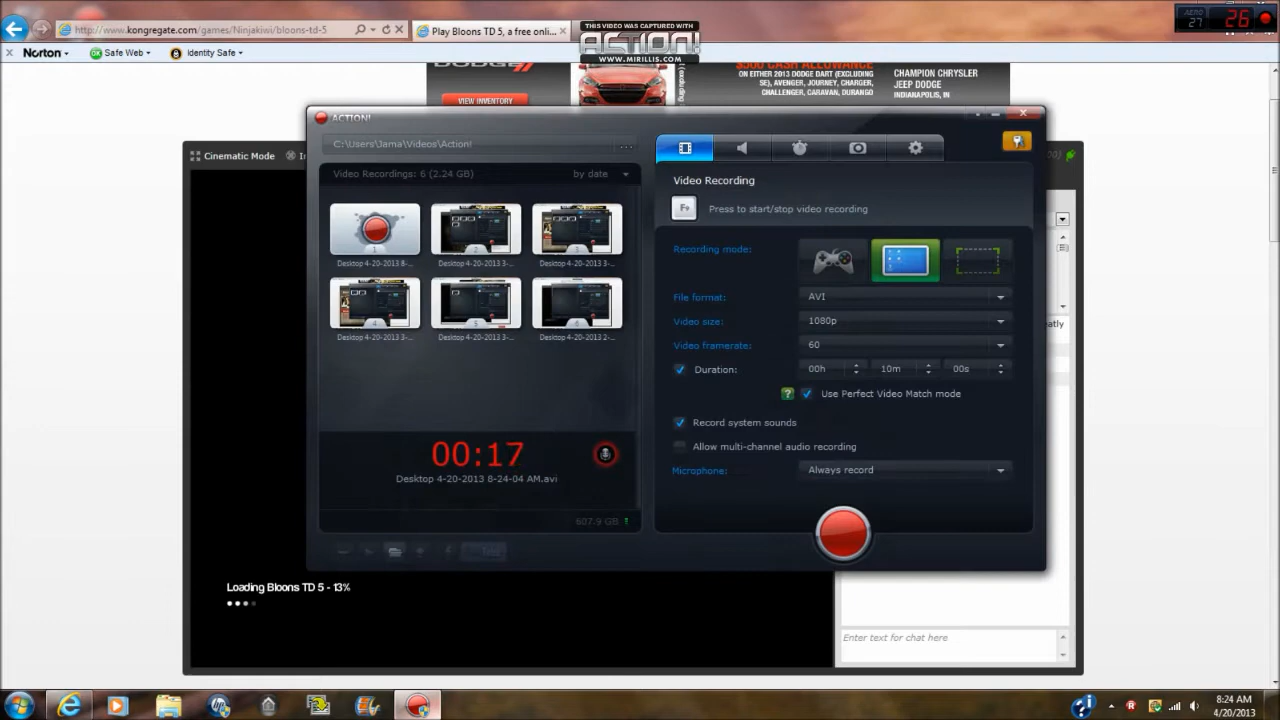 http://www.kongregate.com/games/Ninjakiwi/bloons-td-5
Play Bloons TD 5, a free onli...
THIS VIDEO WAS CAPTURED WITH
ACTION!
WWW.MIRILLIS.COM
AERO
27
26
Norton
OK Safe Web
Identity Safe
DODGE
VIEW INVENTORY
$500 CASH ALLOWANCE
ON EITHER 2013 DODGE DART (EXCLUDING
SE), AVENGER, JOURNEY, CHARGER,
CHALLENGER, CARAVAN, DURANGO
CHAMPION CHRYSLER
JEEP DODGE
INDIANAPOLIS, IN
Cinematic Mode
ACTION!
C:\Users\Jama\Videos\Action!
...
Video Recordings: 6 (2.24 GB)
by date
Desktop 4-20-2013 8-...
Desktop 4-20-2013 3-...
Desktop 4-20-2013 3-...
Desktop 4-20-2013 3-...
Desktop 4-20-2013 3-...
Desktop 4-20-2013 2-...
00:17
Desktop 4-20-2013 8-24-04 AM.avi
607.9 GB
Video Recording
Press to start/stop video recording
Recording mode:
File format:
AVI
Video size:
1080p
Video framerate:
60
Duration:
00h
10m
00s
? Use Perfect Video Match mode
Record system sounds
Allow multi-channel audio recording
Microphone:
Always record
Loading Bloons TD 5 - 13%
Enter text for chat here
8:24 AM
4/20/2013